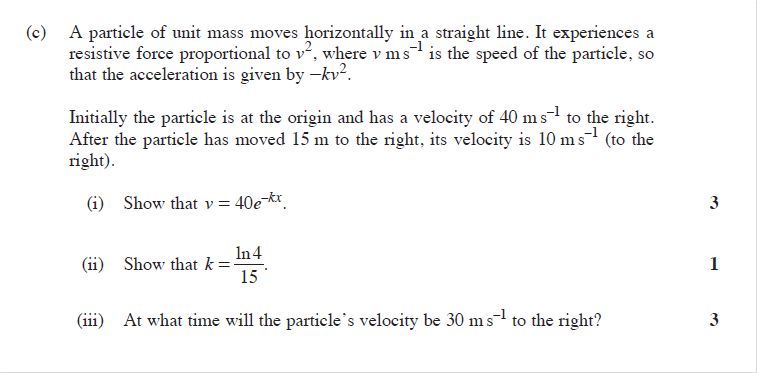 (c) A particle of unit mass moves horizontally in a straight line. It experiences a
resistive force proportional to v², where v m s⁻¹ is the speed of the particle, so
that the acceleration is given by −kv².
Initially the particle is at the origin and has a velocity of 40 m s⁻¹ to the right.
After the particle has moved 15 m to the right, its velocity is 10 m s⁻¹ (to the
right).
(i) Show that v = 40e⁻ᵏˣ. 3
(ii) Show that k = ln 4 / 15. 1
(iii) At what time will the particle's velocity be 30 m s⁻¹ to the right? 3